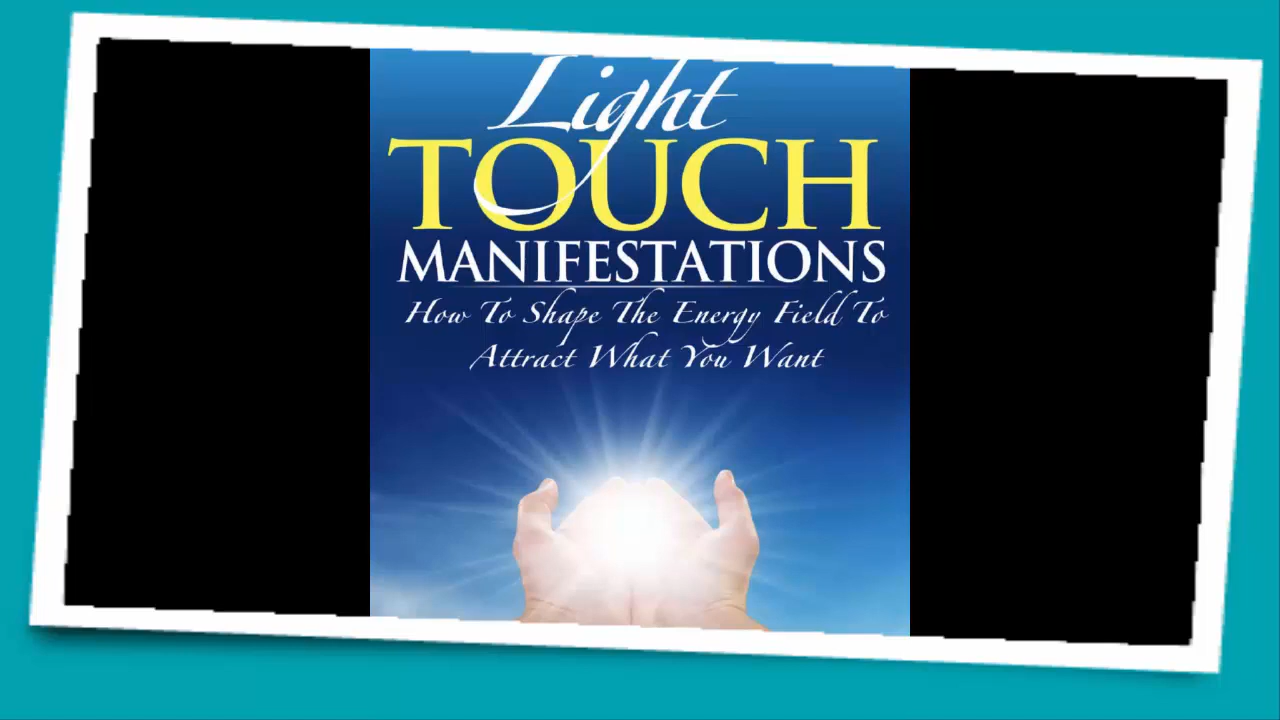 Light
TOUCH
MANIFESTATIONS
How To Shape The Energy Field To
Attract What You Want